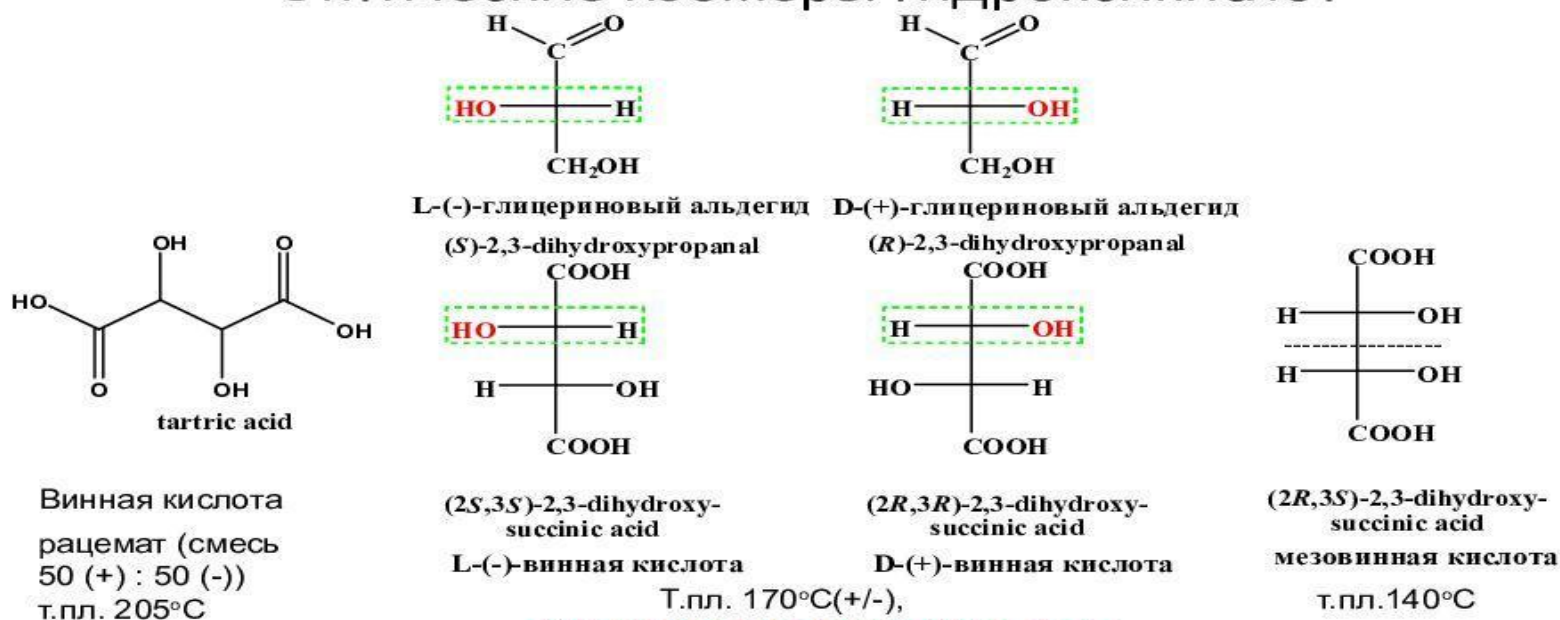 H O H O
C C
HO H H OH
CH₂OH CH₂OH
L-(-)-глицериновый альдегид D-(+)-глицериновый альдегид
(S)-2,3-dihydroxypropanal (R)-2,3-dihydroxypropanal
OH O COOH COOH COOH
HO OH HO H H OH H OH
O OH H OH HO H H OH
tartric acid COOH COOH COOH
Винная кислота
рацемат (смесь
50 (+) : 50 (-))
т.пл. 205°C
(2S,3S)-2,3-dihydroxy-
succinic acid
L-(-)-винная кислота
(2R,3R)-2,3-dihydroxy-
succinic acid
D-(+)-винная кислота
Т.пл. 170°C(+/-),
(2R,3S)-2,3-dihydroxy-
succinic acid
мезовинная кислота
т.пл.140°C